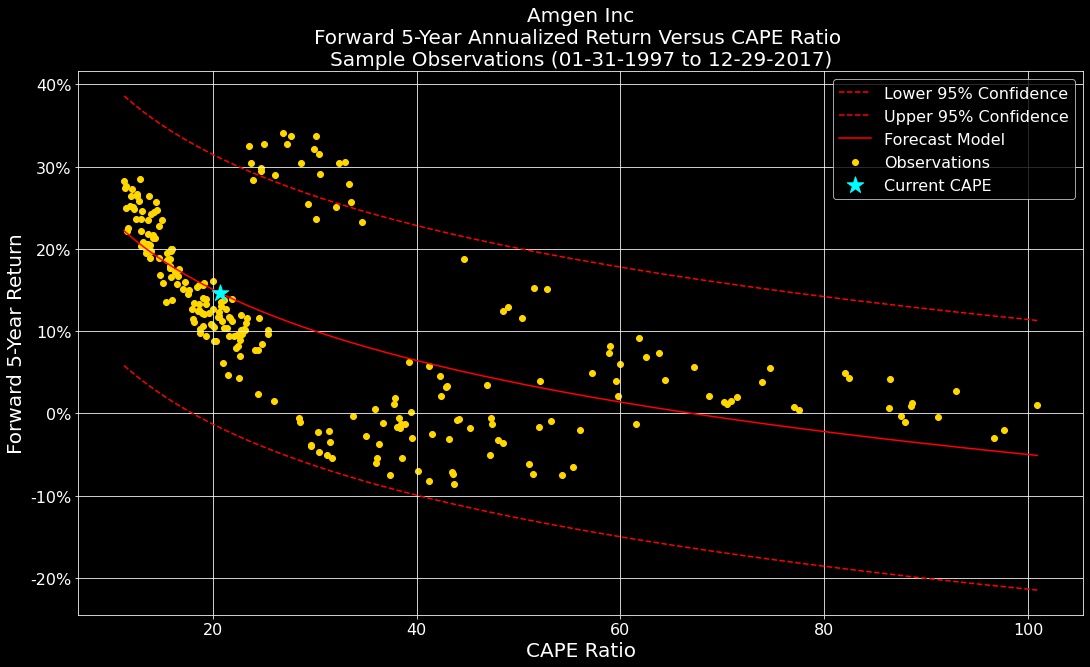 Amgen Inc
Forward 5-Year Annualized Return Versus CAPE Ratio
Sample Observations (01-31-1997 to 12-29-2017)
Lower 95% Confidence
Upper 95% Confidence
Forecast Model
Observations
Current CAPE
Forward 5-Year Return
40%
30%
20%
10%
0%
-10%
-20%
20 40 60 80 100
CAPE Ratio